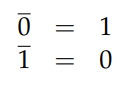 0̅ = 1
1̅ = 0